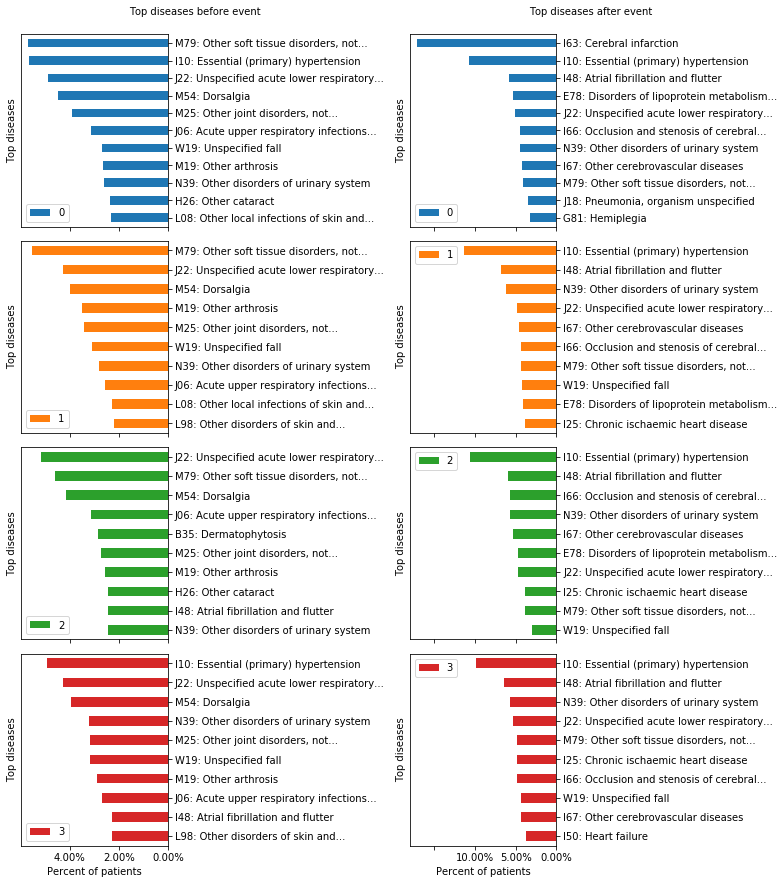 Top diseases before event
Top diseases
M79: Other soft tissue disorders, not...
I10: Essential (primary) hypertension
J22: Unspecified acute lower respiratory...
M54: Dorsalgia
M25: Other joint disorders, not...
J06: Acute upper respiratory infections...
W19: Unspecified fall
M19: Other arthrosis
N39: Other disorders of urinary system
H26: Other cataract
L08: Other local infections of skin and...
0
Top diseases
M79: Other soft tissue disorders, not...
J22: Unspecified acute lower respiratory...
M54: Dorsalgia
M19: Other arthrosis
M25: Other joint disorders, not...
W19: Unspecified fall
N39: Other disorders of urinary system
J06: Acute upper respiratory infections...
L08: Other local infections of skin and...
L98: Other disorders of skin and...
1
Top diseases
J22: Unspecified acute lower respiratory...
M79: Other soft tissue disorders, not...
M54: Dorsalgia
J06: Acute upper respiratory infections...
B35: Dermatophytosis
M25: Other joint disorders, not...
M19: Other arthrosis
H26: Other cataract
I48: Atrial fibrillation and flutter
N39: Other disorders of urinary system
2
Top diseases
I10: Essential (primary) hypertension
J22: Unspecified acute lower respiratory...
M54: Dorsalgia
N39: Other disorders of urinary system
M25: Other joint disorders, not...
W19: Unspecified fall
M19: Other arthrosis
J06: Acute upper respiratory infections...
I48: Atrial fibrillation and flutter
L98: Other disorders of skin and...
3
4.00% 2.00% 0.00%
Percent of patients
Top diseases after event
Top diseases
I63: Cerebral infarction
I10: Essential (primary) hypertension
I48: Atrial fibrillation and flutter
E78: Disorders of lipoprotein metabolism...
J22: Unspecified acute lower respiratory...
I66: Occlusion and stenosis of cerebral...
N39: Other disorders of urinary system
I67: Other cerebrovascular diseases
M79: Other soft tissue disorders, not...
J18: Pneumonia, organism unspecified
G81: Hemiplegia
0
Top diseases
1
I10: Essential (primary) hypertension
I48: Atrial fibrillation and flutter
N39: Other disorders of urinary system
J22: Unspecified acute lower respiratory...
I67: Other cerebrovascular diseases
I66: Occlusion and stenosis of cerebral...
M79: Other soft tissue disorders, not...
W19: Unspecified fall
E78: Disorders of lipoprotein metabolism...
I25: Chronic ischaemic heart disease
Top diseases
2
I10: Essential (primary) hypertension
I48: Atrial fibrillation and flutter
I66: Occlusion and stenosis of cerebral...
N39: Other disorders of urinary system
I67: Other cerebrovascular diseases
E78: Disorders of lipoprotein metabolism...
J22: Unspecified acute lower respiratory...
I25: Chronic ischaemic heart disease
M79: Other soft tissue disorders, not...
W19: Unspecified fall
Top diseases
3
I10: Essential (primary) hypertension
I48: Atrial fibrillation and flutter
N39: Other disorders of urinary system
J22: Unspecified acute lower respiratory...
M79: Other soft tissue disorders, not...
I25: Chronic ischaemic heart disease
I66: Occlusion and stenosis of cerebral...
W19: Unspecified fall
I67: Other cerebrovascular diseases
I50: Heart failure
10.00% 5.00% 0.00%
Percent of patients